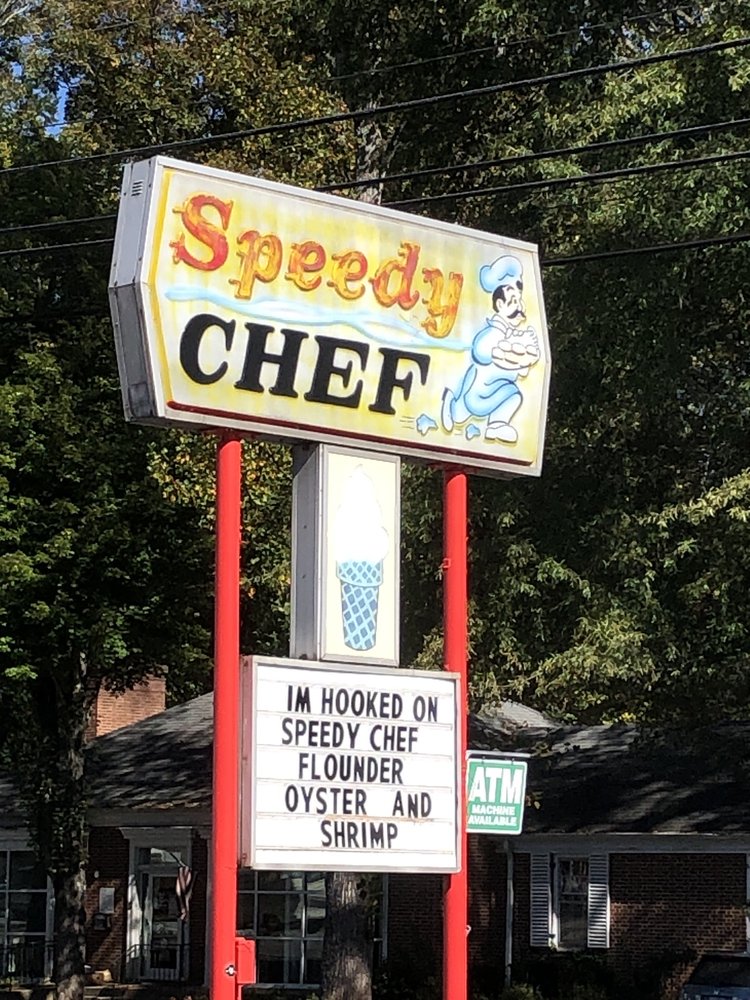 Speedy
CHEF
IM HOOKED ON
SPEEDY CHEF
FLOUNDER
OYSTER AND
SHRIMP
ATM
MACHINE
AVAILABLE